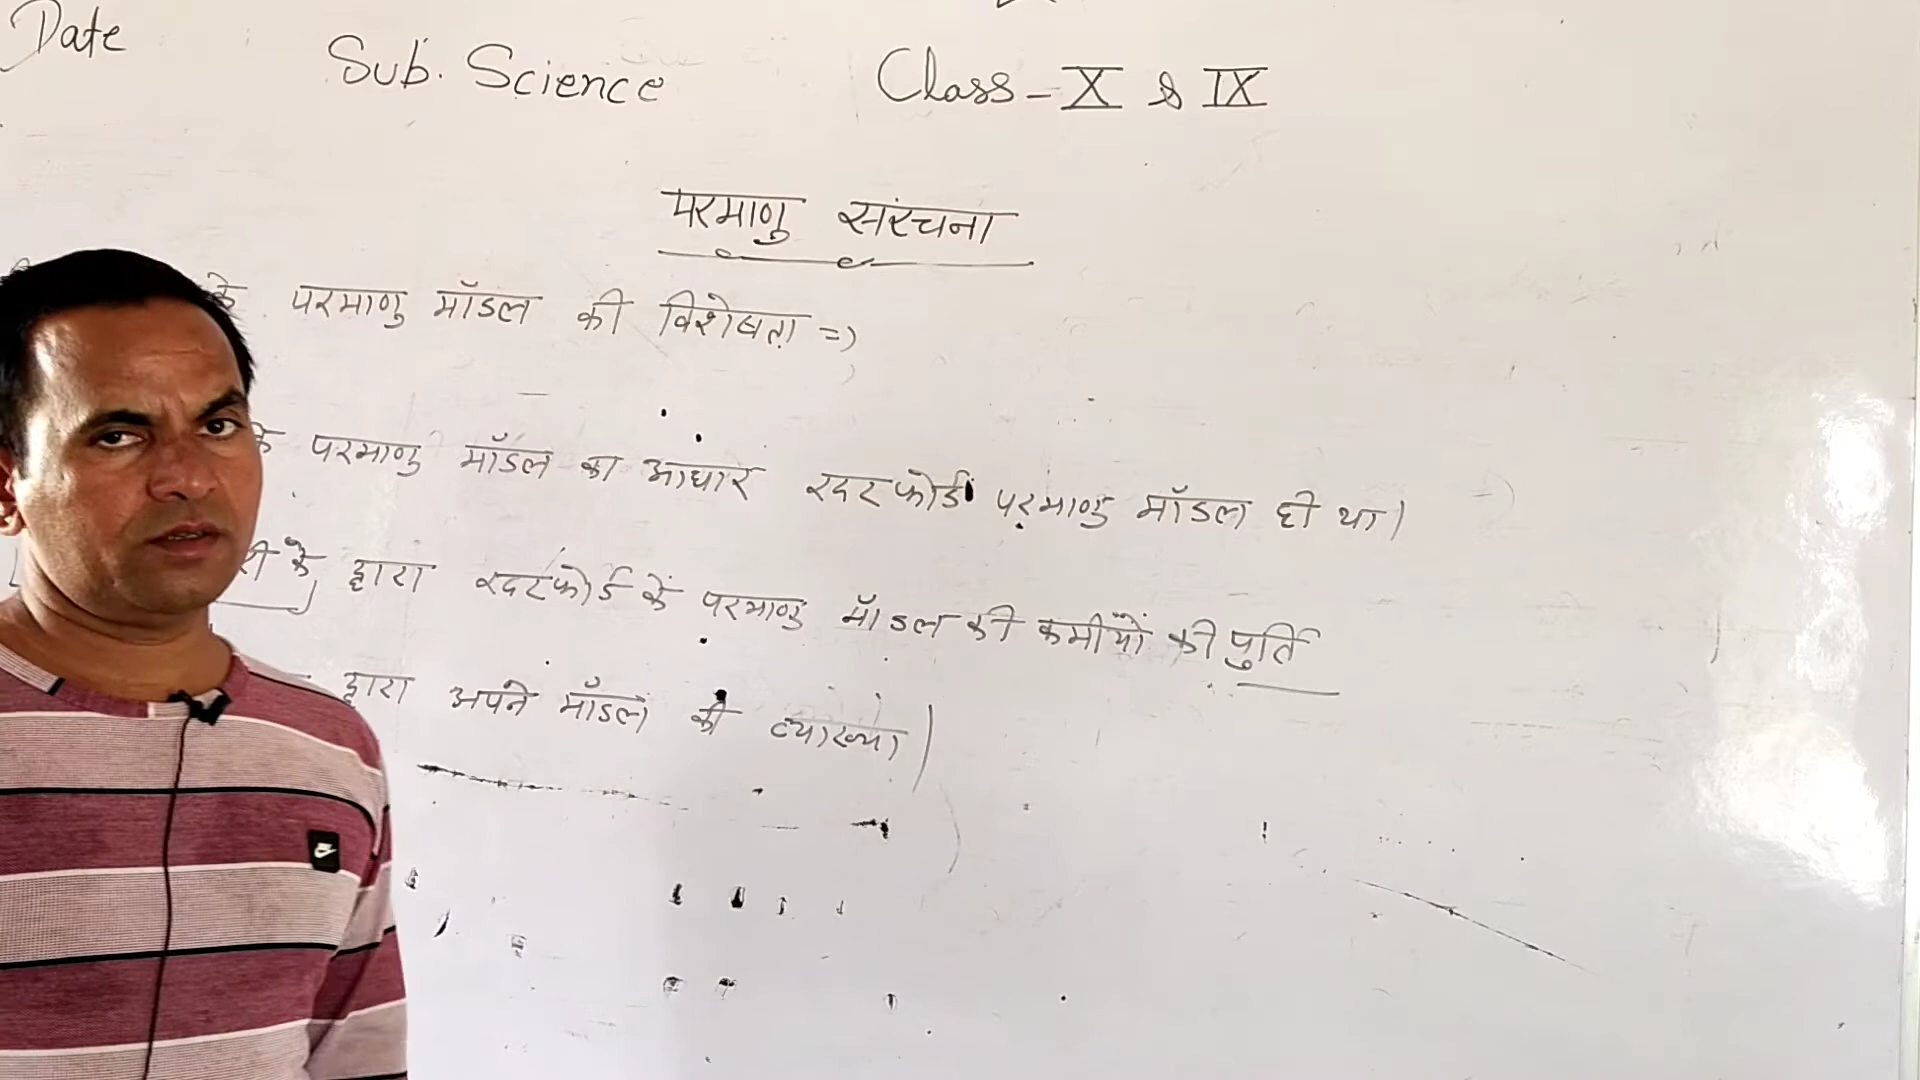 Date
Sub. Science
Class - X & IX
परमाणु संरचना
के परमाणु मॉडल की विशेषता =>
के परमाणु मॉडल का आधार रदरफोर्ड परमाणु मॉडल ही था।
के द्वारा रदरफोर्ड के परमाणु मॉडल की कमीयों की पुर्ति
द्वारा अपने मॉडल की व्याख्या।